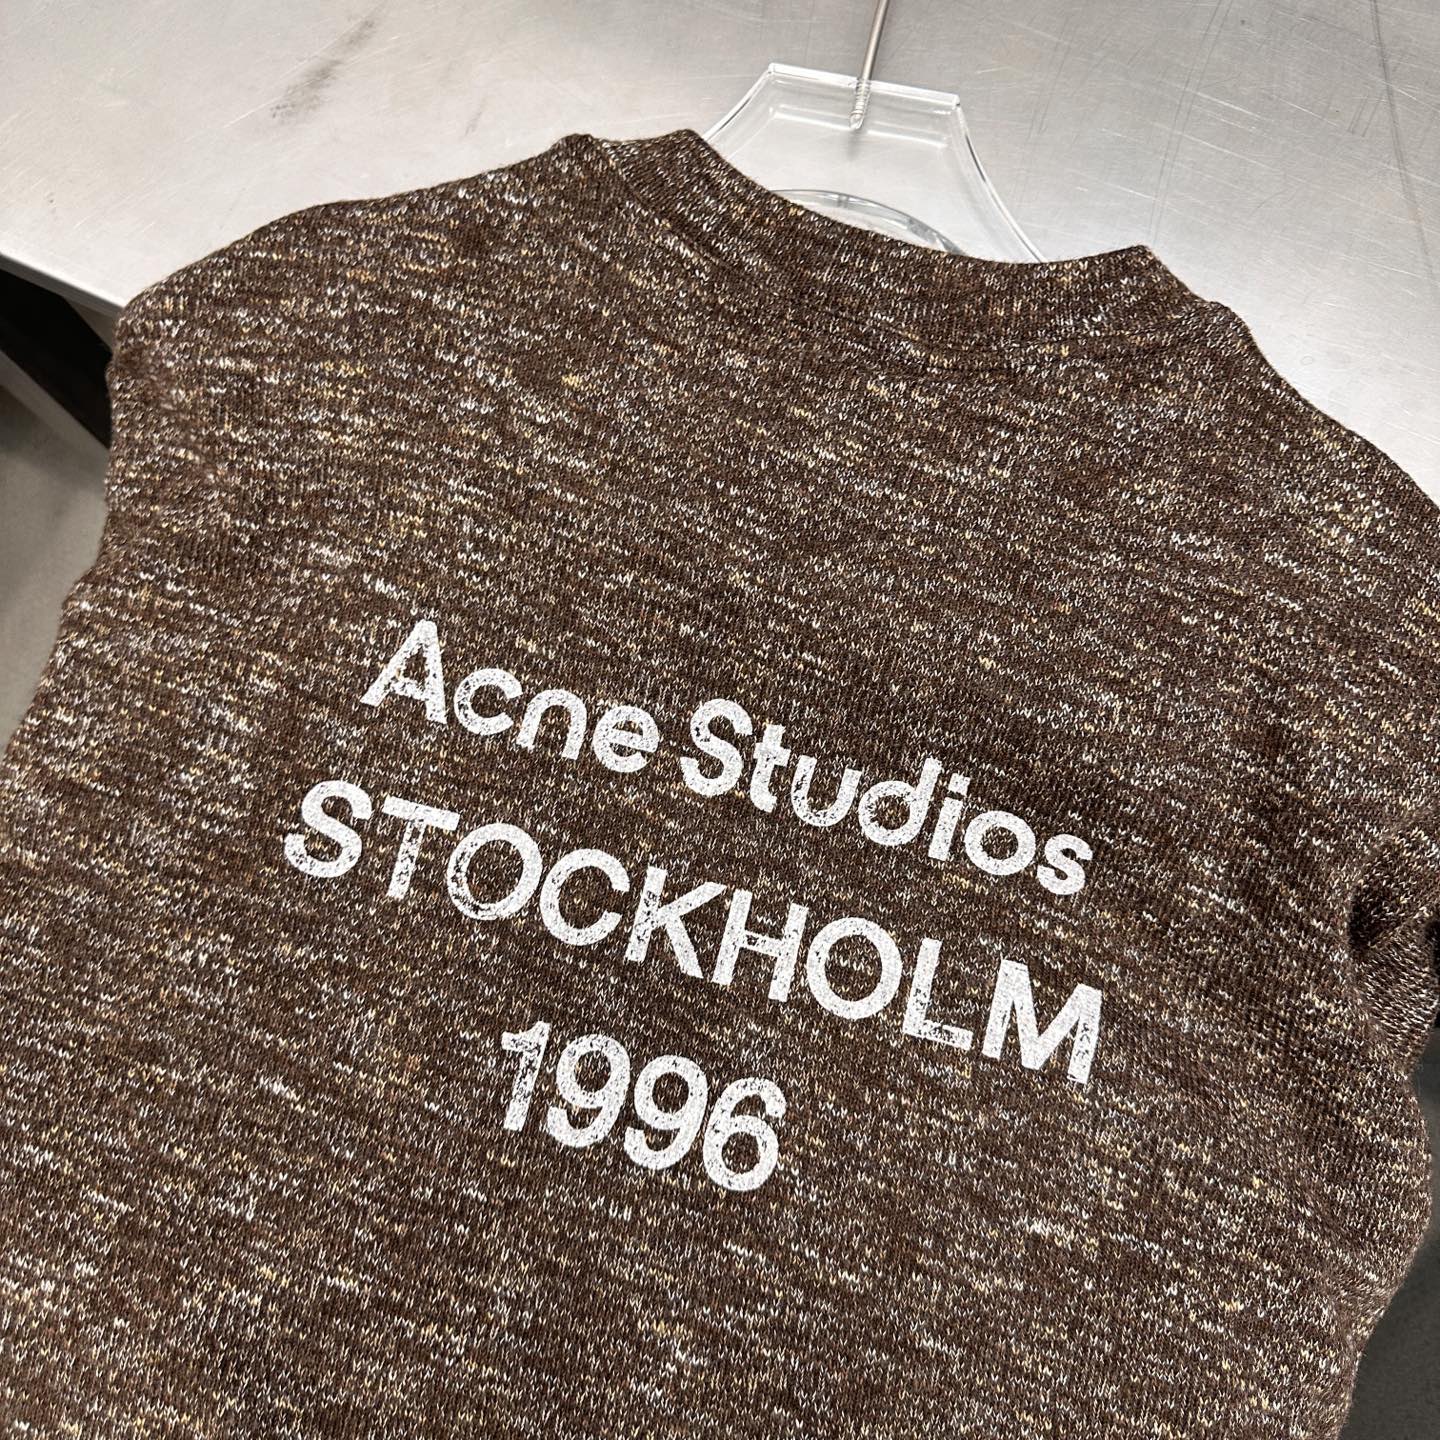 Acne Studios
STOCKHOLM
1996